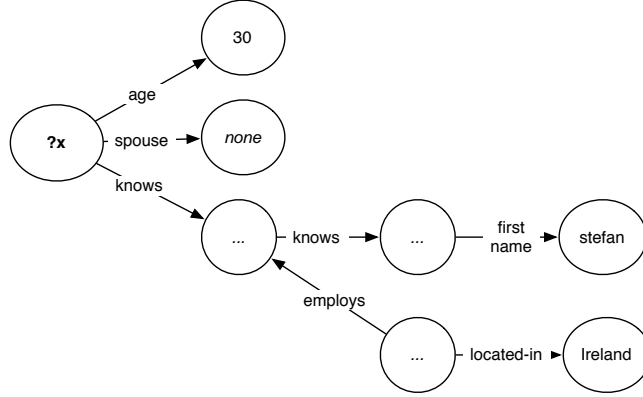 30
age
?x
spouse
none
knows
...
knows
...
first
name
stefan
employs
...
located-in
Ireland